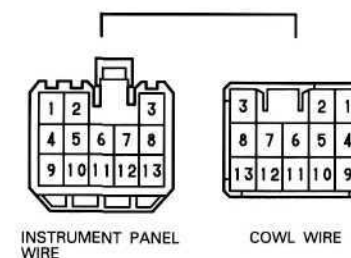 1 2 3
4 5 6 7 8
9 10 11 12 13
3 2 1
8 7 6 5 4
13 12 11 10 9
INSTRUMENT PANEL
WIRE
COWL WIRE